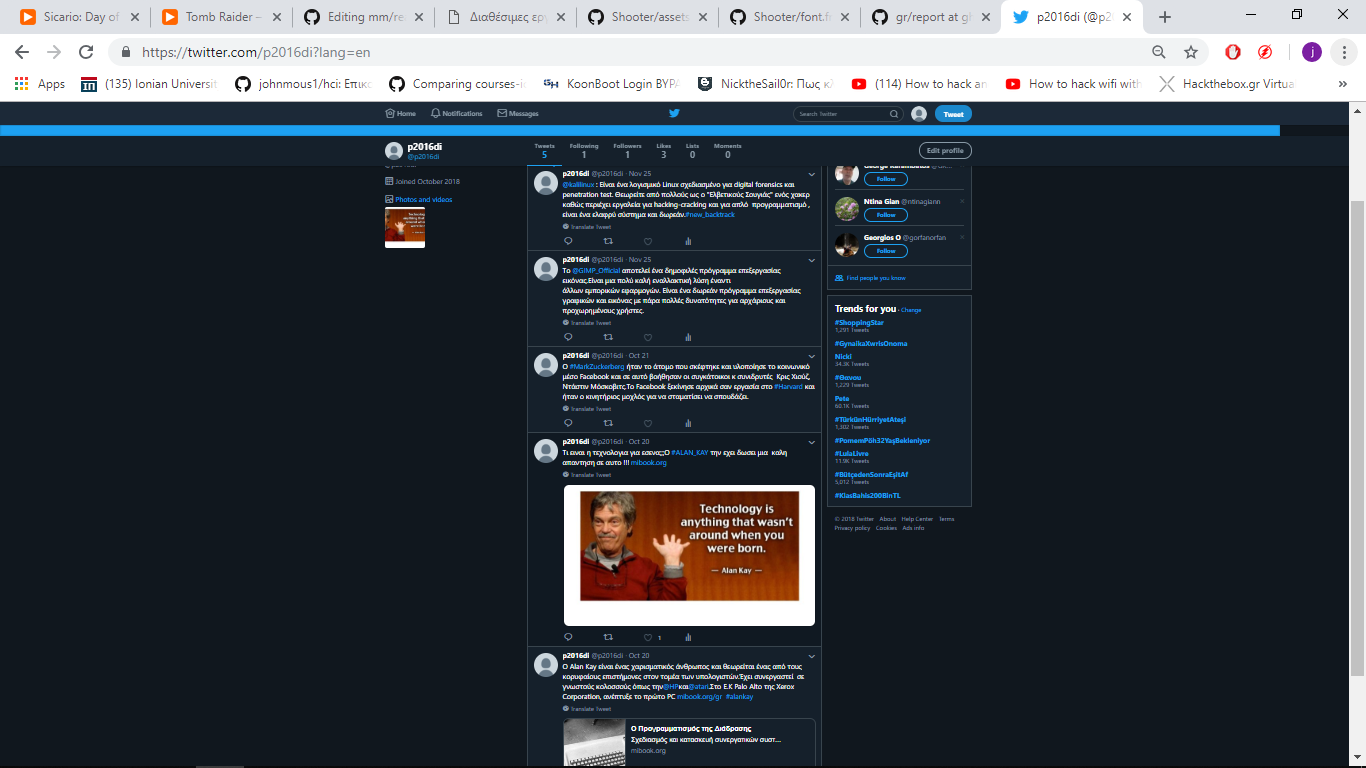 Sicario: Day of
Tomb Raider –
Editing mm/re
Διαθέσιμες εργ
Shooter/assets
Shooter/font.fr
gr/report at gh
p2016di (@p2
https://twitter.com/p2016di?lang=en
j
Apps
(135) Ionian Universit
johnmous1/hci: Επικο
Comparing courses-i
KoonBoot Login BYPA
NicktheSail0r: Πως κλ
(114) How to hack an
How to hack wifi with
Hackthebox.gr Virtua
»
Home
Notifications
Messages
Search Twitter
Tweet
p2016di
@p2016di
Tweets
5
Following
1
Followers
1
Likes
3
Lists
0
Moments
0
Edit profile
Joined October 2018
Photos and videos
p2016di @p2016di · Nov 25
@kalilinux : Είναι ένα λογισμικό Linux σχεδιασμένο για digital forensics και
penetration test. Θεωρείτε από πολλούς ως ο "Ελβετικούς Σουγιάς" ενός χακερ
καθώς περιέχει εργαλεία για hacking-cracking και για απλό προγραμματισμό ,
είναι ένα ελαφρύ σύστημα και δωρεάν.#new_backtrack
Translate Tweet
p2016di @p2016di · Nov 25
Το @GIMP_Official αποτελεί ένα δημοφιλές πρόγραμμα επεξεργασίας
εικόνας.Είναι μια πολύ καλή εναλλακτική λύση έναντι
άλλων εμπορικών εφαρμογών. Είναι ένα δωρεάν πρόγραμμα επεξεργασίας
γραφικών και εικόνας με πάρα πολλές δυνατότητες για αρχάριους και
προχωρημένους χρήστες.
Translate Tweet
p2016di @p2016di · Oct 21
Ο #MarkZuckerberg ήταν το άτομο που σκέφτηκε και υλοποίησε το κοινωνικό
μέσο Facebook και σε αυτό βοήθησαν οι συγκάτοικοι κ συνιδρυτές Κρις Χιούζ,
Ντάστιν Μόσκοβιτς.Το Facebook ξεκίνησε αρχικά σαν εργασία στο #Harvard και
ήταν ο κινητήριος μοχλός για να σταματίσει να σπουδάζει.
Translate Tweet
p2016di @p2016di · Oct 20
Τι ειναι η τεχνολογια για εσενα;;Ο #ALAN_KAY την εχει δωσει μια καλη
απαντηση σε αυτο !!! mibook.org
Translate Tweet
Technology is
anything that wasn't
around when you
were born.
— Alan Kay —
1
p2016di @p2016di · Oct 20
Ο Alan Kay είναι ένας χαρισματικός άνθρωπος και θεωρείται ένας από τους
κορυφαίους επιστήμονες στον τομέα των υπολογιστών.Έχει συνεργαστεί σε
γνωστούς κολοσσούς όπως την@HPκαι@atari.Στο Ε.Κ Palo Alto της Xerox
Corporation, ανέπτυξε το πρώτο PC mibook.org/gr #alankay
Translate Tweet
Ο Προγραμματισμός της Διάδρασης
Σχεδιασμός και κατασκευή συνεργατικών συστ...
mibook.org
Follow
Ntina Gian @ntinagiann
Follow
Georgios O @gorfanorfan
Follow
Find people you know
Trends for you · Change
#ShoppingStar
1,291 Tweets
#GynaikaXwrisOnoma
Nicki
34.3K Tweets
#Θανου
1,229 Tweets
Pete
60.1K Tweets
#TürkünHürriyetAteşi
1,302 Tweets
#PomemPöh32YaşBekleniyor
#LulaLivre
11.9K Tweets
#BütçedenSonraEşitAf
5,012 Tweets
#KlasBahis200BinTL
© 2018 Twitter About Help Center Terms
Privacy policy Cookies Ads info